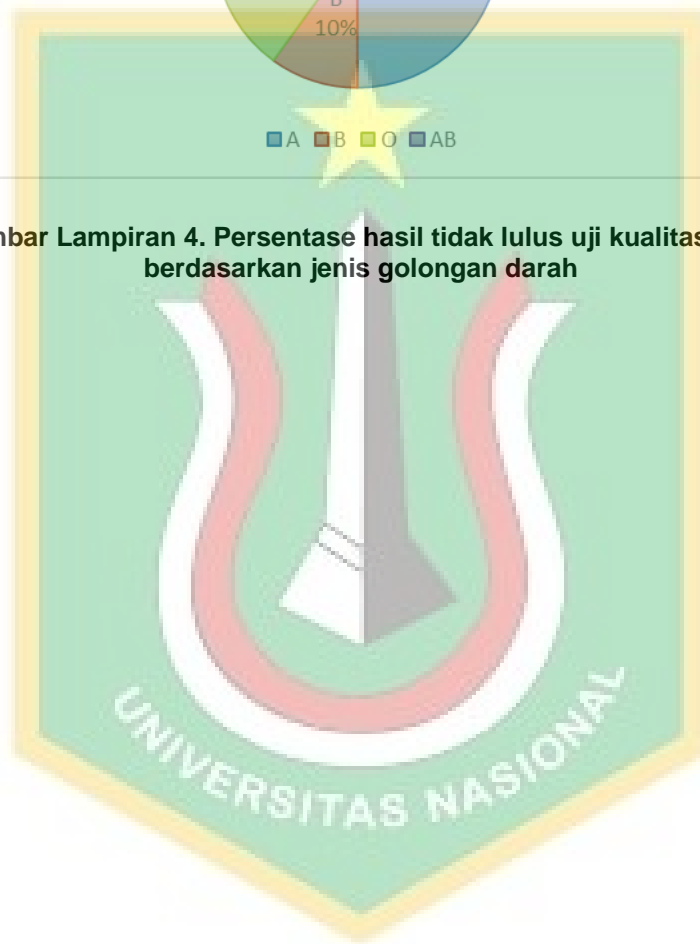 B
10%
A B O AB
mbar Lampiran 4. Persentase hasil tidak lulus uji kualitas
berdasarkan jenis golongan darah
UNIVERSITAS NASIONAL